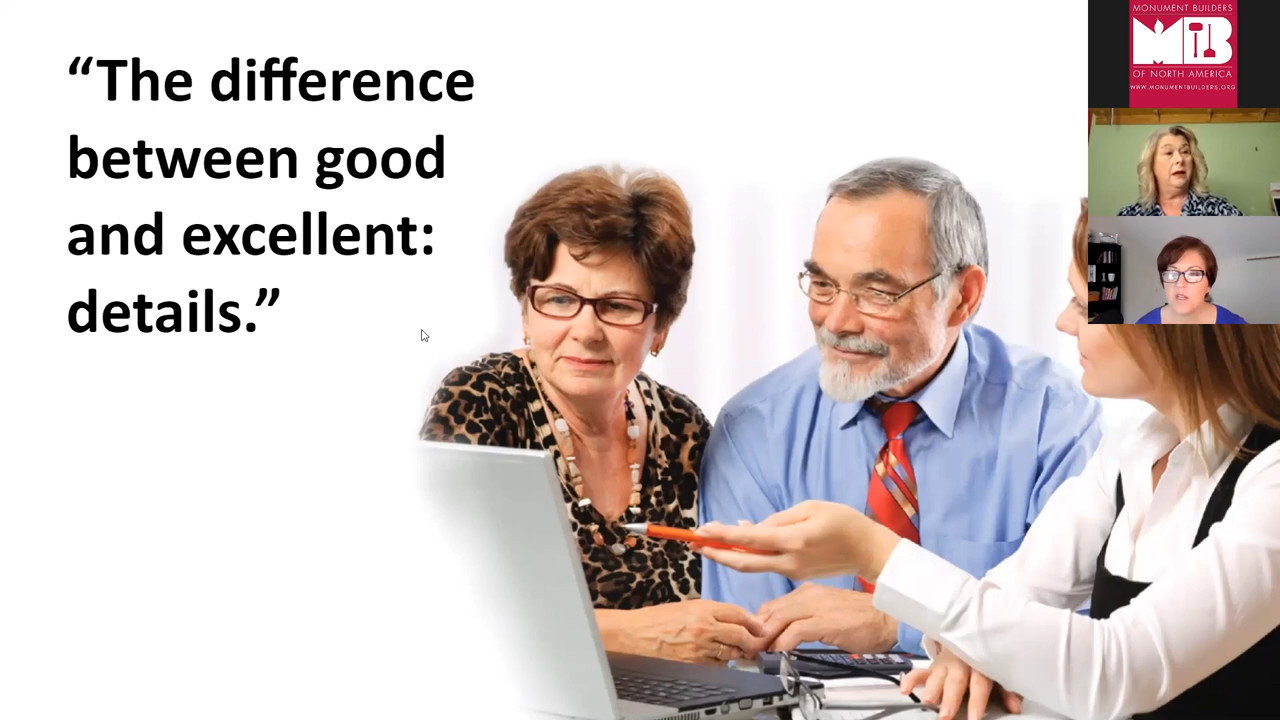 “The difference
between good
and excellent:
details.”
MONUMENT BUILDERS
MB
OF NORTH AMERICA
WWW.MONUMENTBUILDERS.ORG